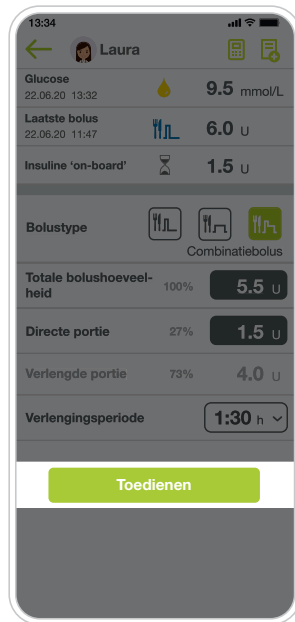 13:34
Laura
Glucose
22.06.20 13:32
9.5 mmol/L
Laatste bolus
22.06.20 11:47
6.0 U
Insuline ‘on-board’
1.5 U
Bolustype
Combinatiebolus
Totale bolushoeveel-
heid
100%
5.5 U
Directe portie
27%
1.5 U
Verlengde portie
73%
4.0 U
Verlengingsperiode
1:30 h
Toedienen